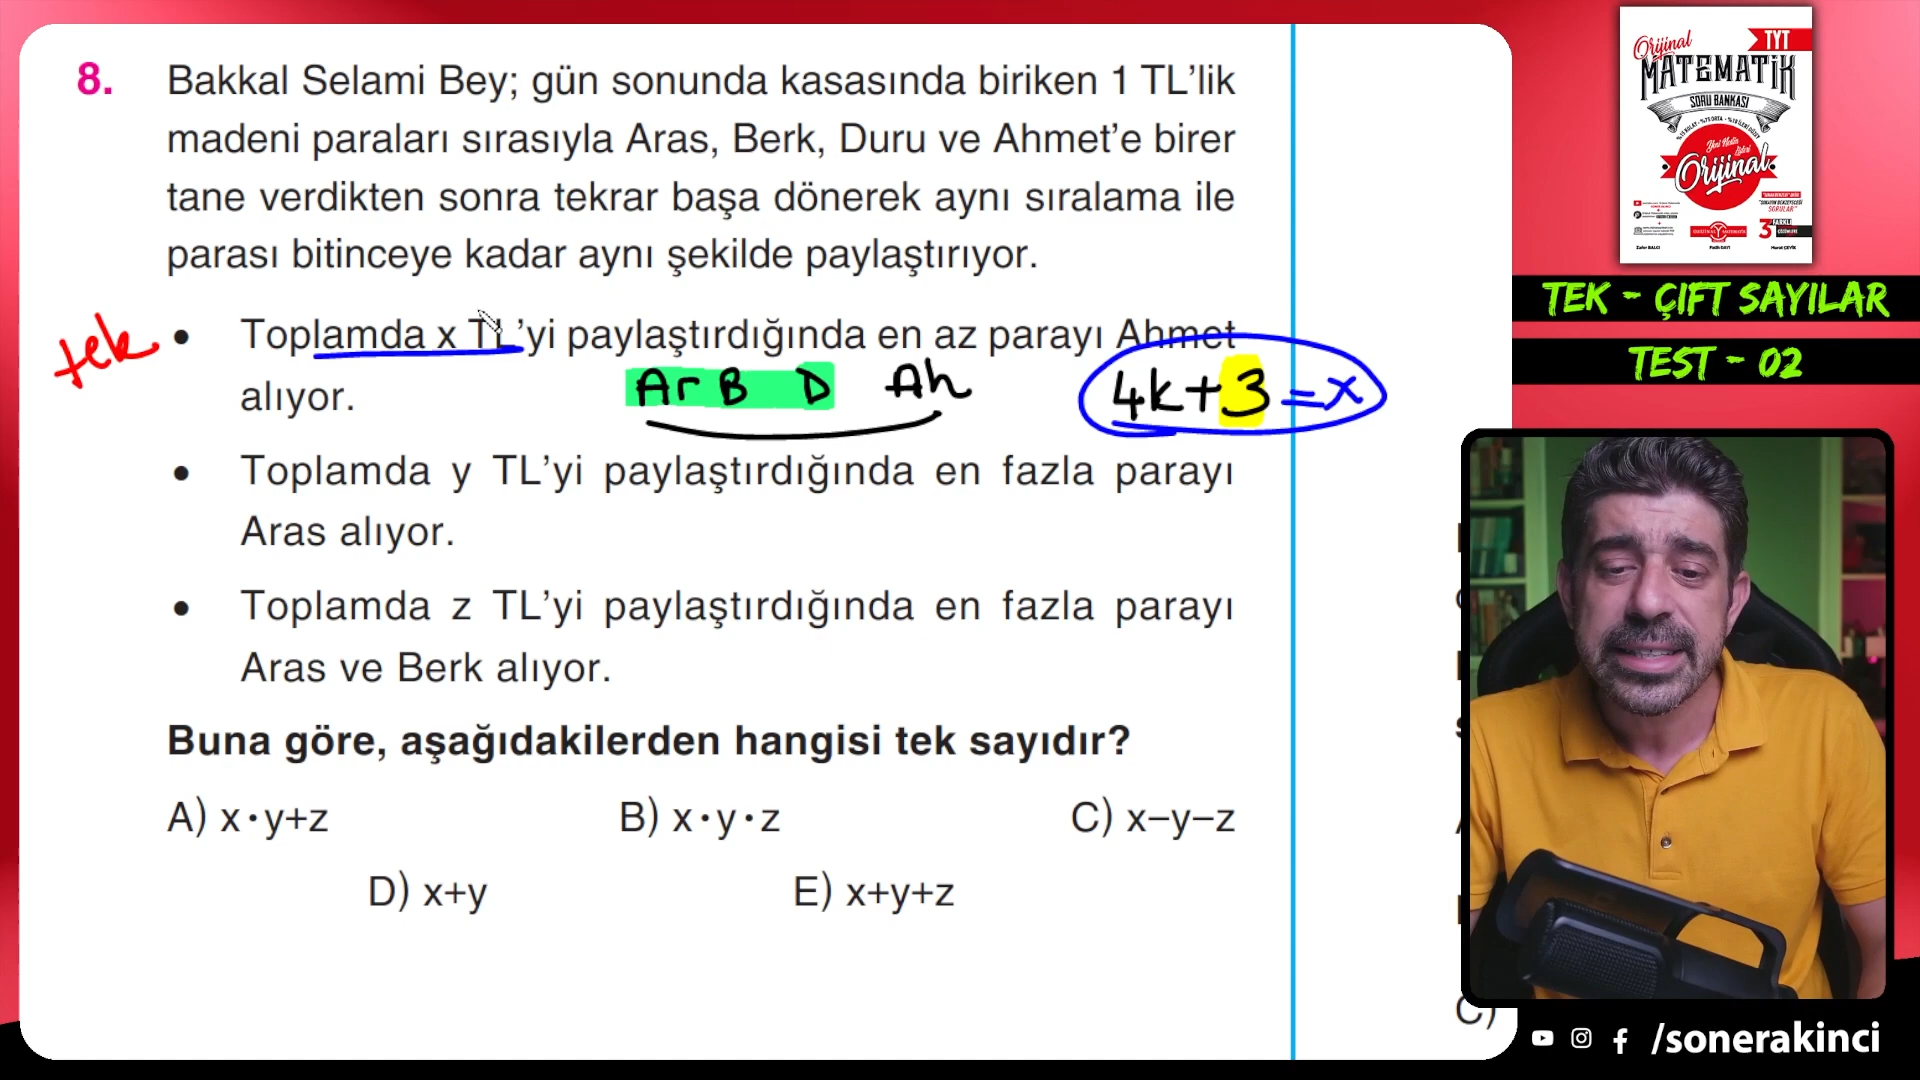 8. Bakkal Selami Bey; gün sonunda kasasında biriken 1 TL’lik
madeni paraları sırasıyla Aras, Berk, Duru ve Ahmet’e birer
tane verdikten sonra tekrar başa dönerek aynı sıralama ile
parası bitinceye kadar aynı şekilde paylaştırıyor.
tek
• Toplamda x TL’yi paylaştırdığında en az parayı Ahmet
alıyor.
Ar B D Ah
4k+3=x
• Toplamda y TL’yi paylaştırdığında en fazla parayı
Aras alıyor.
• Toplamda z TL’yi paylaştırdığında en fazla parayı
Aras ve Berk alıyor.
Buna göre, aşağıdakilerden hangisi tek sayıdır?
A) x·y+z B) x·y·z C) x–y–z
D) x+y E) x+y+z
C)
Orijinal
TYT
MATEMATİK
SORU BANKASI
Orijinal
TEK - ÇIFT SAYILAR
TEST - 02
/sonerakinci